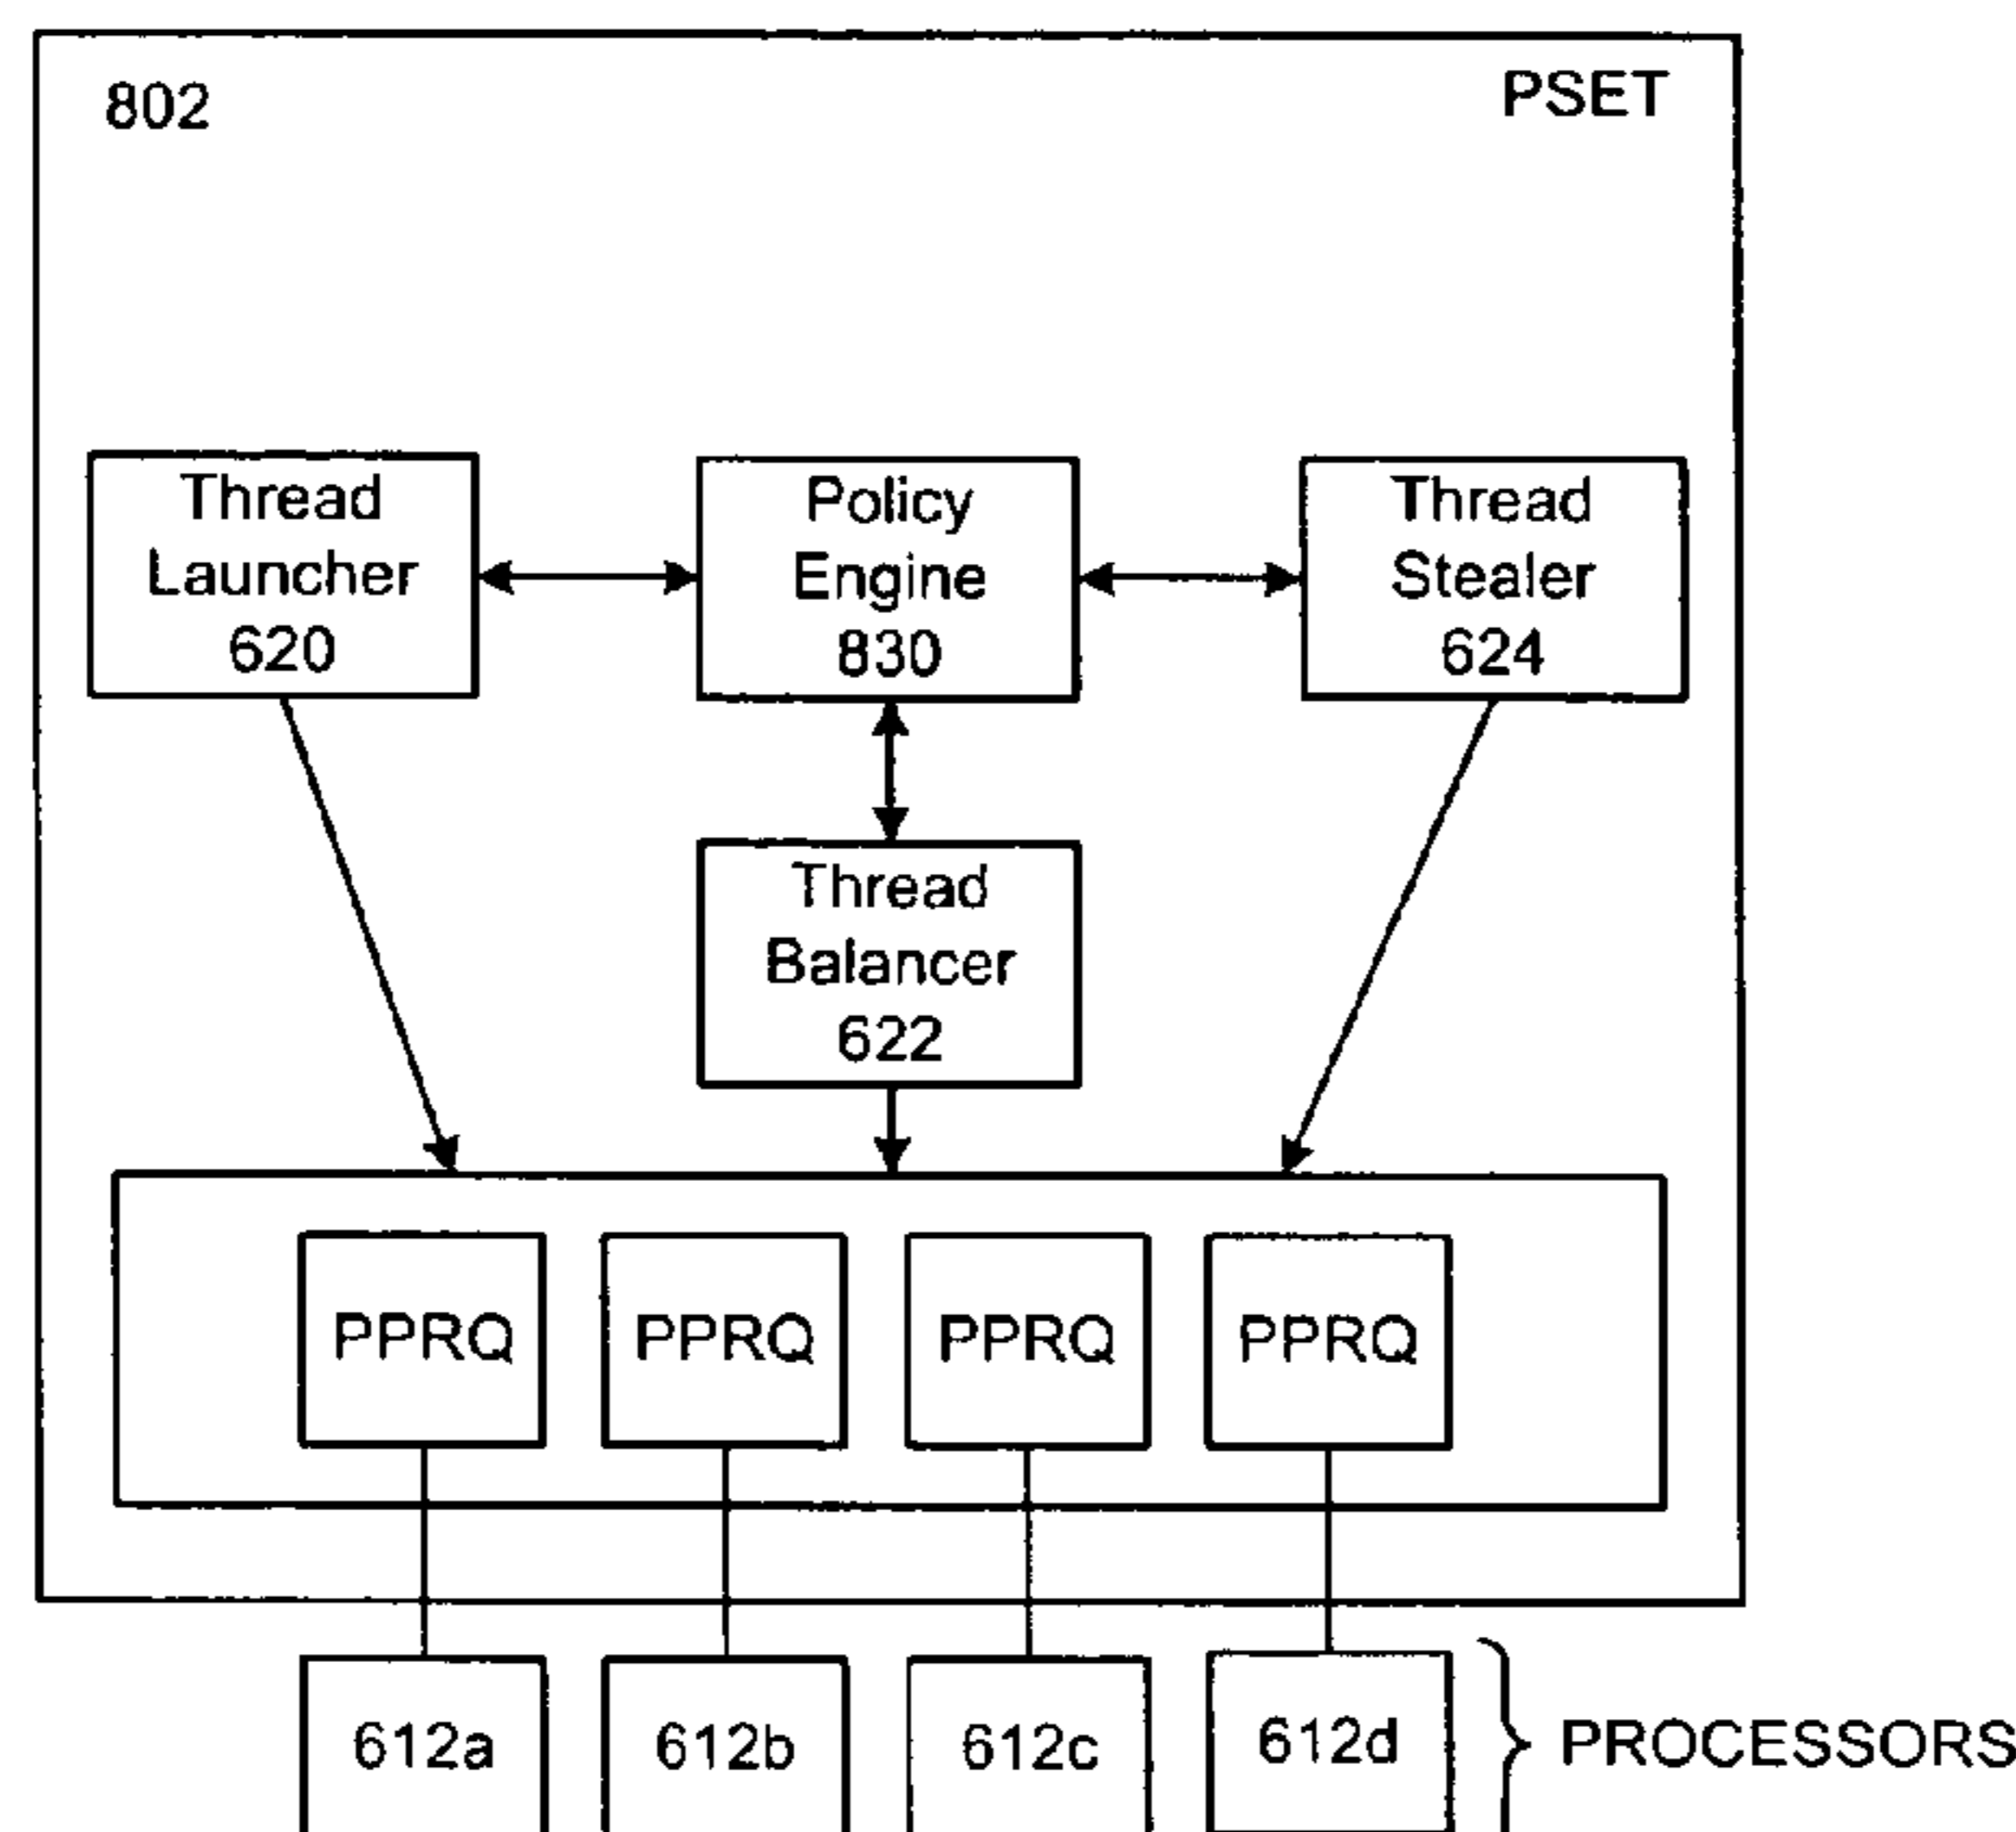 802
PSET
Thread
Launcher
620
Policy
Engine
830
Thread
Stealer
624
Thread
Balancer
622
PPRQ
PPRQ
PPRQ
PPRQ
612a
612b
612c
612d
PROCESSORS